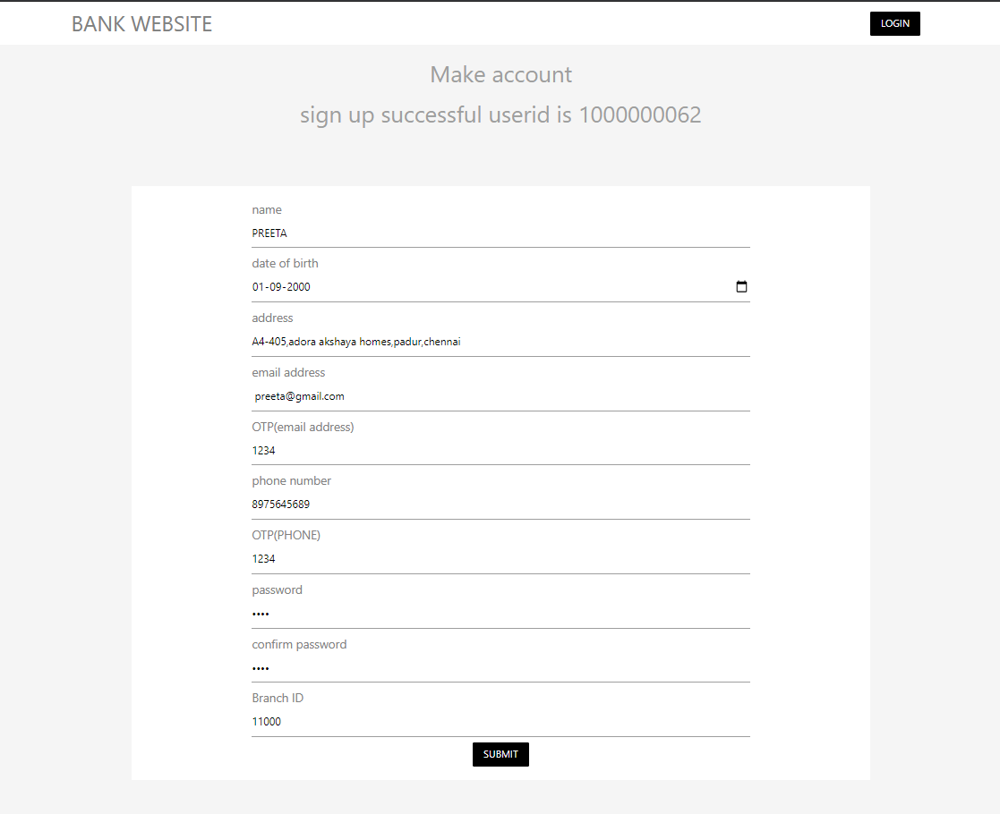 BANK WEBSITE
LOGIN
Make account
sign up successful userid is 1000000062
name
PREETA
date of birth
01-09-2000
address
A4-405,adora akshaya homes,padur,chennai
email address
preeta@gmail.com
OTP(email address)
1234
phone number
8975645689
OTP(PHONE)
1234
password
••••
confirm password
••••
Branch ID
11000
SUBMIT